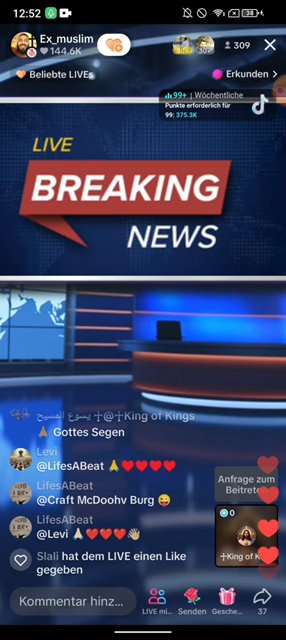 12:52
38
Ex_muslim
144.6K
309
Beliebte LIVEs
Erkunden >
99+ | Wöchentliche
Punkte erforderlich für
99: 375.3K
LIVE
BREAKING
NEWS
يسوع المسيح ☥@☥King of Kings
🙏 Gottes Segen
Levi
@LifesABeat 🙏❤️❤️❤️❤️
LifesABeat
@Craft McDoohv Burg 😜
LifesABeat
@Levi 🙏🏻❤️❤️❤️👋🏼
Slali hat dem LIVE einen Like
gegeben
Anfrage zum
Beitreten
0
☥King of K
Kommentar hinz...
LIVE mi...
Senden
Gesche...
37